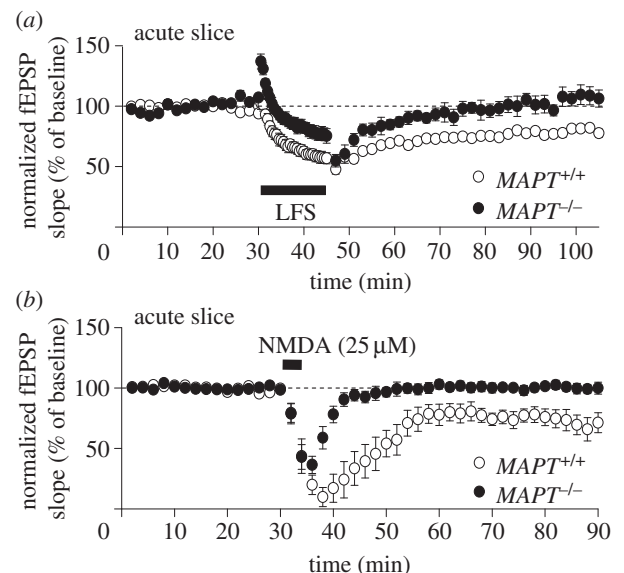 (a)
acute slice
150
100
50
0
normalized fEPSP
slope (% of baseline)
MAPT+/+
MAPT–/–
LFS
10 20 30 40 50 60 70 80 90 100
time (min)
(b)
acute slice
150
100
50
0
normalized fEPSP
slope (% of baseline)
NMDA (25 µM)
MAPT+/+
MAPT–/–
10 20 30 40 50 60 70 80 90
time (min)